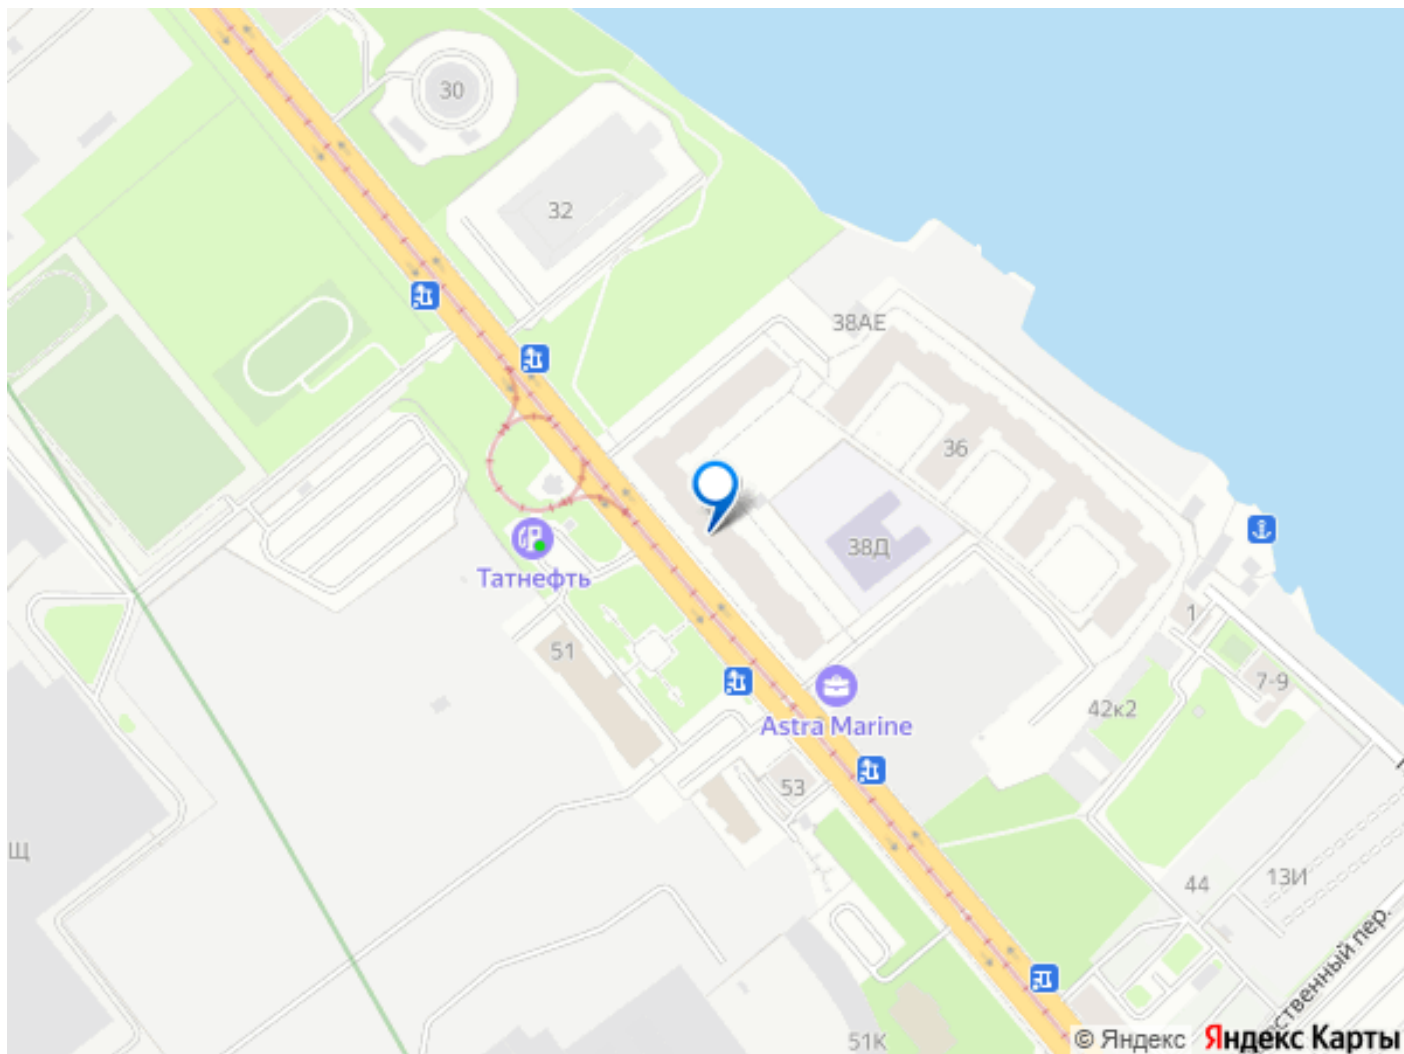 30
32
38АЕ
36
38Д
Татнефть
51
1
7-9
42к2
Astra Marine
53
Щ
44
13И
ственный пер.
51К
© Яндекс Яндекс Карты